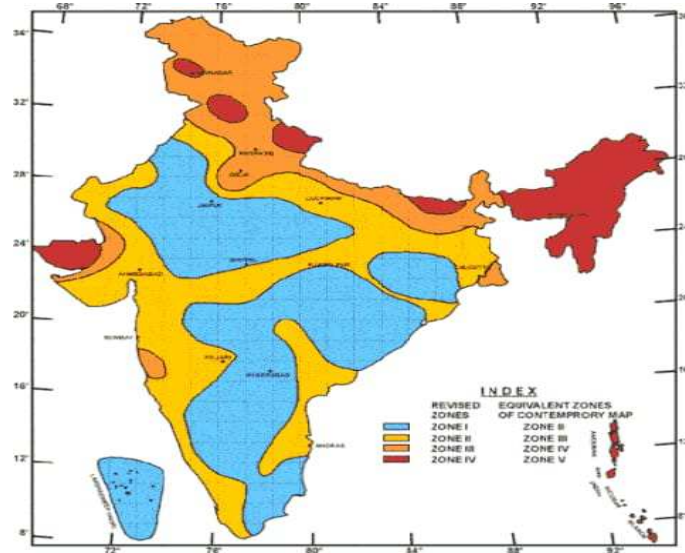 68° 72° 76° 80° 84° 88° 92° 96°
36°
32°
28°
24°
20°
16°
12°
8°
SRINAGAR
DELHI
JAIPUR
LUCKNOW
BHOPAL
AHMEDABAD
CALCUTTA
BOMBAY
HYDERABAD
MADRAS
INDEX
REVISED EQUIVALENT ZONES
ZONES OF CONTEMPRORY MAP
ZONE I ZONE II
ZONE II ZONE III
ZONE III ZONE IV
ZONE IV ZONE V
72° 76° 80° 84° 88° 92°